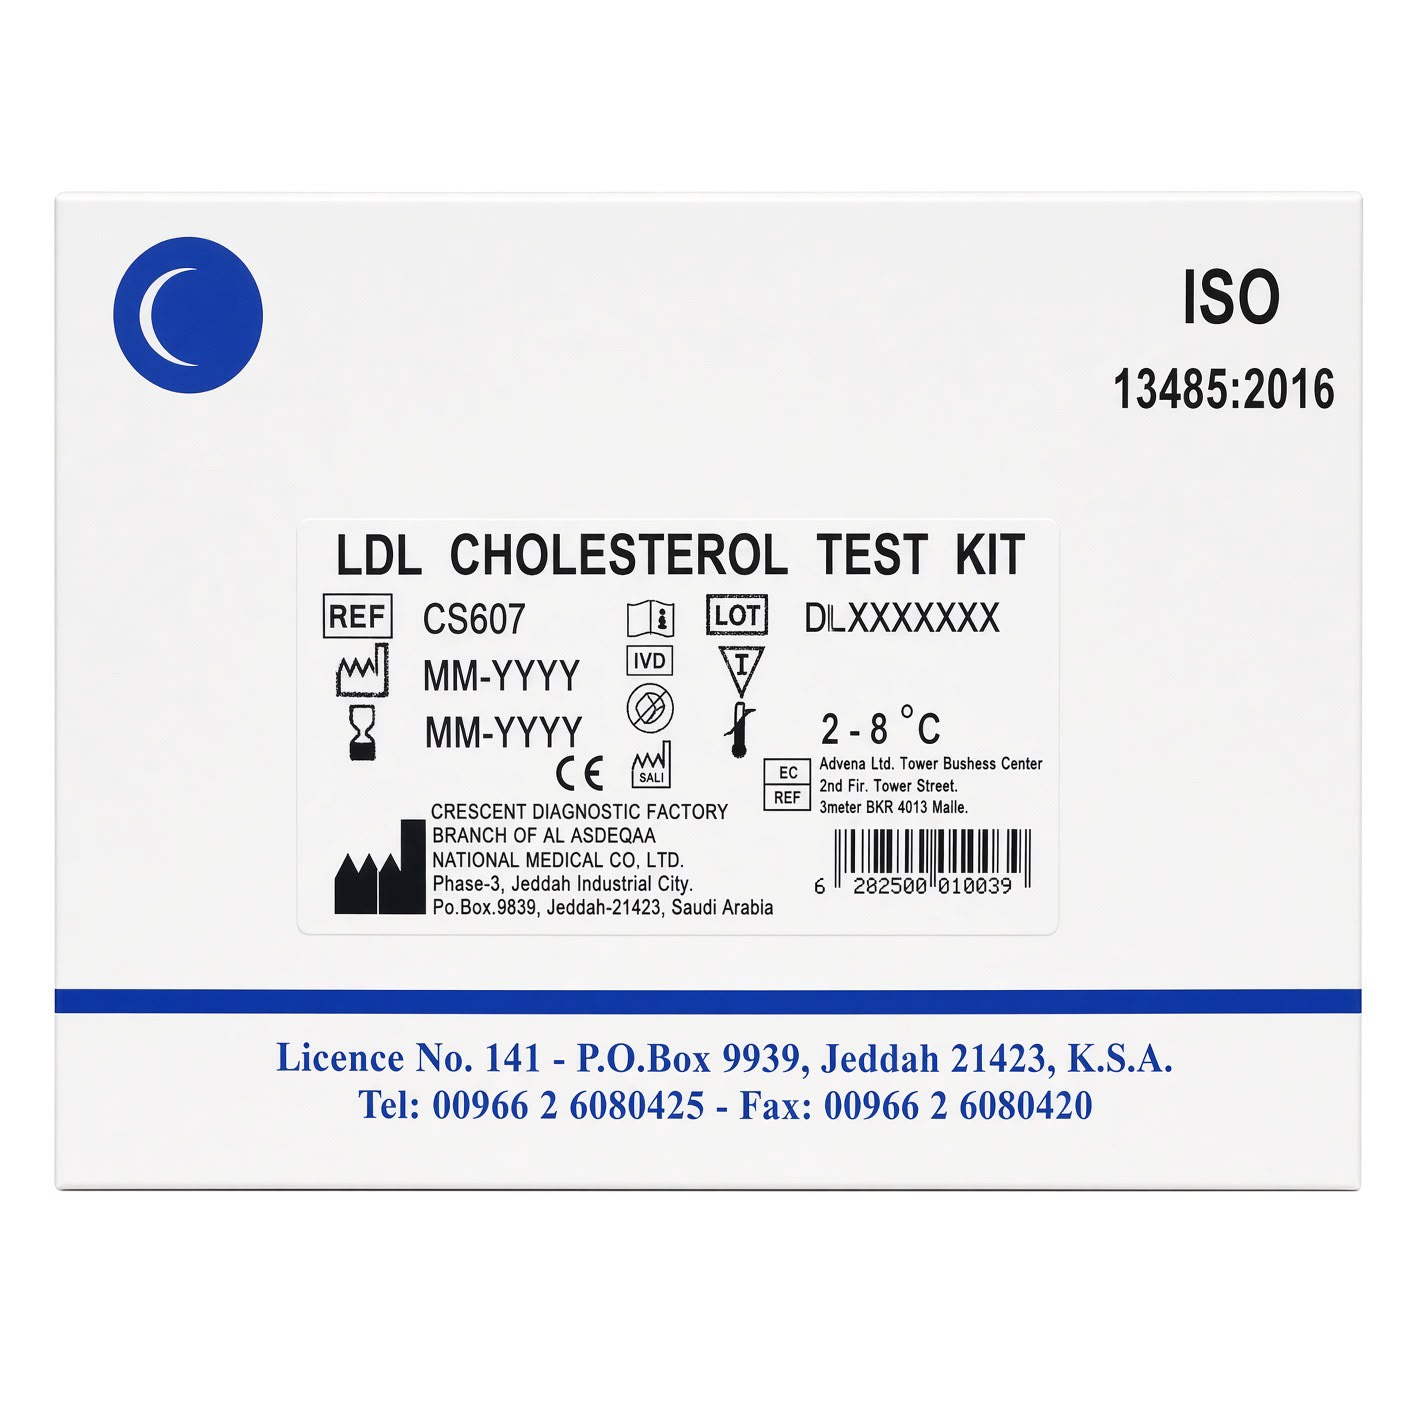 ISO
13485:2016
LDL CHOLESTEROL TEST KIT
REF CS607
LOT DLXXXXXXX
MM-YYYY
IVD
I
MM-YYYY
2 - 8 °C
CE
SALI
EC
REF
Advena Ltd. Tower Bushess Center
2nd Fir. Tower Street.
3meter BKR 4013 Malle.
CRESCENT DIAGNOSTIC FACTORY
BRANCH OF AL ASDEQAA
NATIONAL MEDICAL CO, LTD.
Phase-3, Jeddah Industrial City.
Po.Box.9839, Jeddah-21423, Saudi Arabia
6 282500 010039
Licence No. 141 - P.O.Box 9939, Jeddah 21423, K.S.A.
Tel: 00966 2 6080425 - Fax: 00966 2 6080420